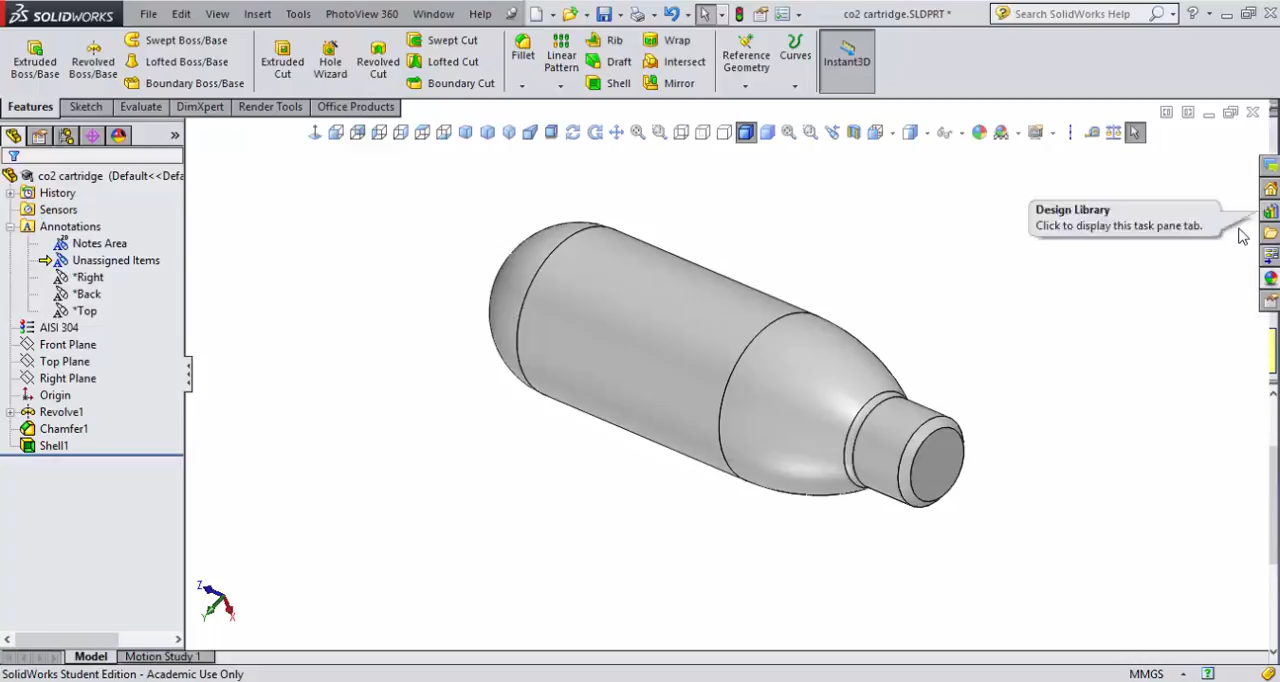 SOLIDWORKS File Edit View Insert Tools PhotoView 360 Window Help co2 cartridge.SLDPRT * Search SolidWorks Help
Extruded Boss/Base
Revolved Boss/Base
Swept Boss/Base
Lofted Boss/Base
Boundary Boss/Base
Extruded Cut
Hole Wizard
Revolved Cut
Swept Cut
Lofted Cut
Boundary Cut
Fillet
Linear Pattern
Rib
Draft
Shell
Wrap
Intersect
Mirror
Reference Geometry
Curves
Instant3D
Features Sketch Evaluate DimXpert Render Tools Office Products
co2 cartridge (Default<<Defa
History
Sensors
Annotations
Notes Area
Unassigned Items
*Right
*Back
*Top
AISI 304
Front Plane
Top Plane
Right Plane
Origin
Revolve1
Chamfer1
Shell1
Design Library
Click to display this task pane tab.
Z
Y
X
Model Motion Study 1
SolidWorks Student Edition - Academic Use Only MMGS